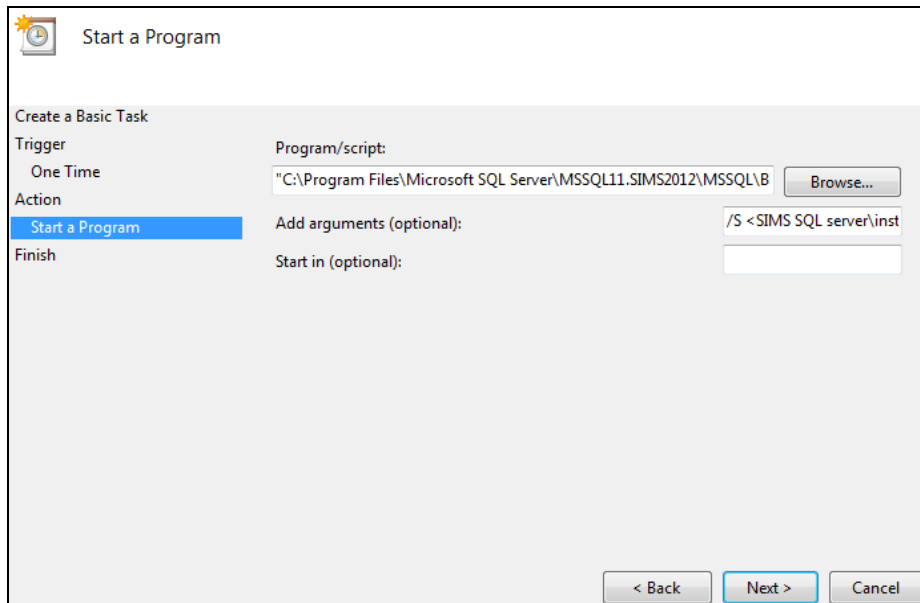 Start a Program
Create a Basic Task
Trigger
One Time
Action
Start a Program
Finish
Program/script:
"C:\Program Files\Microsoft SQL Server\MSSQL11.SIMS2012\MSSQL\B
Browse...
Add arguments (optional):
/S <SIMS SQL server\inst
Start in (optional):
< Back
Next >
Cancel